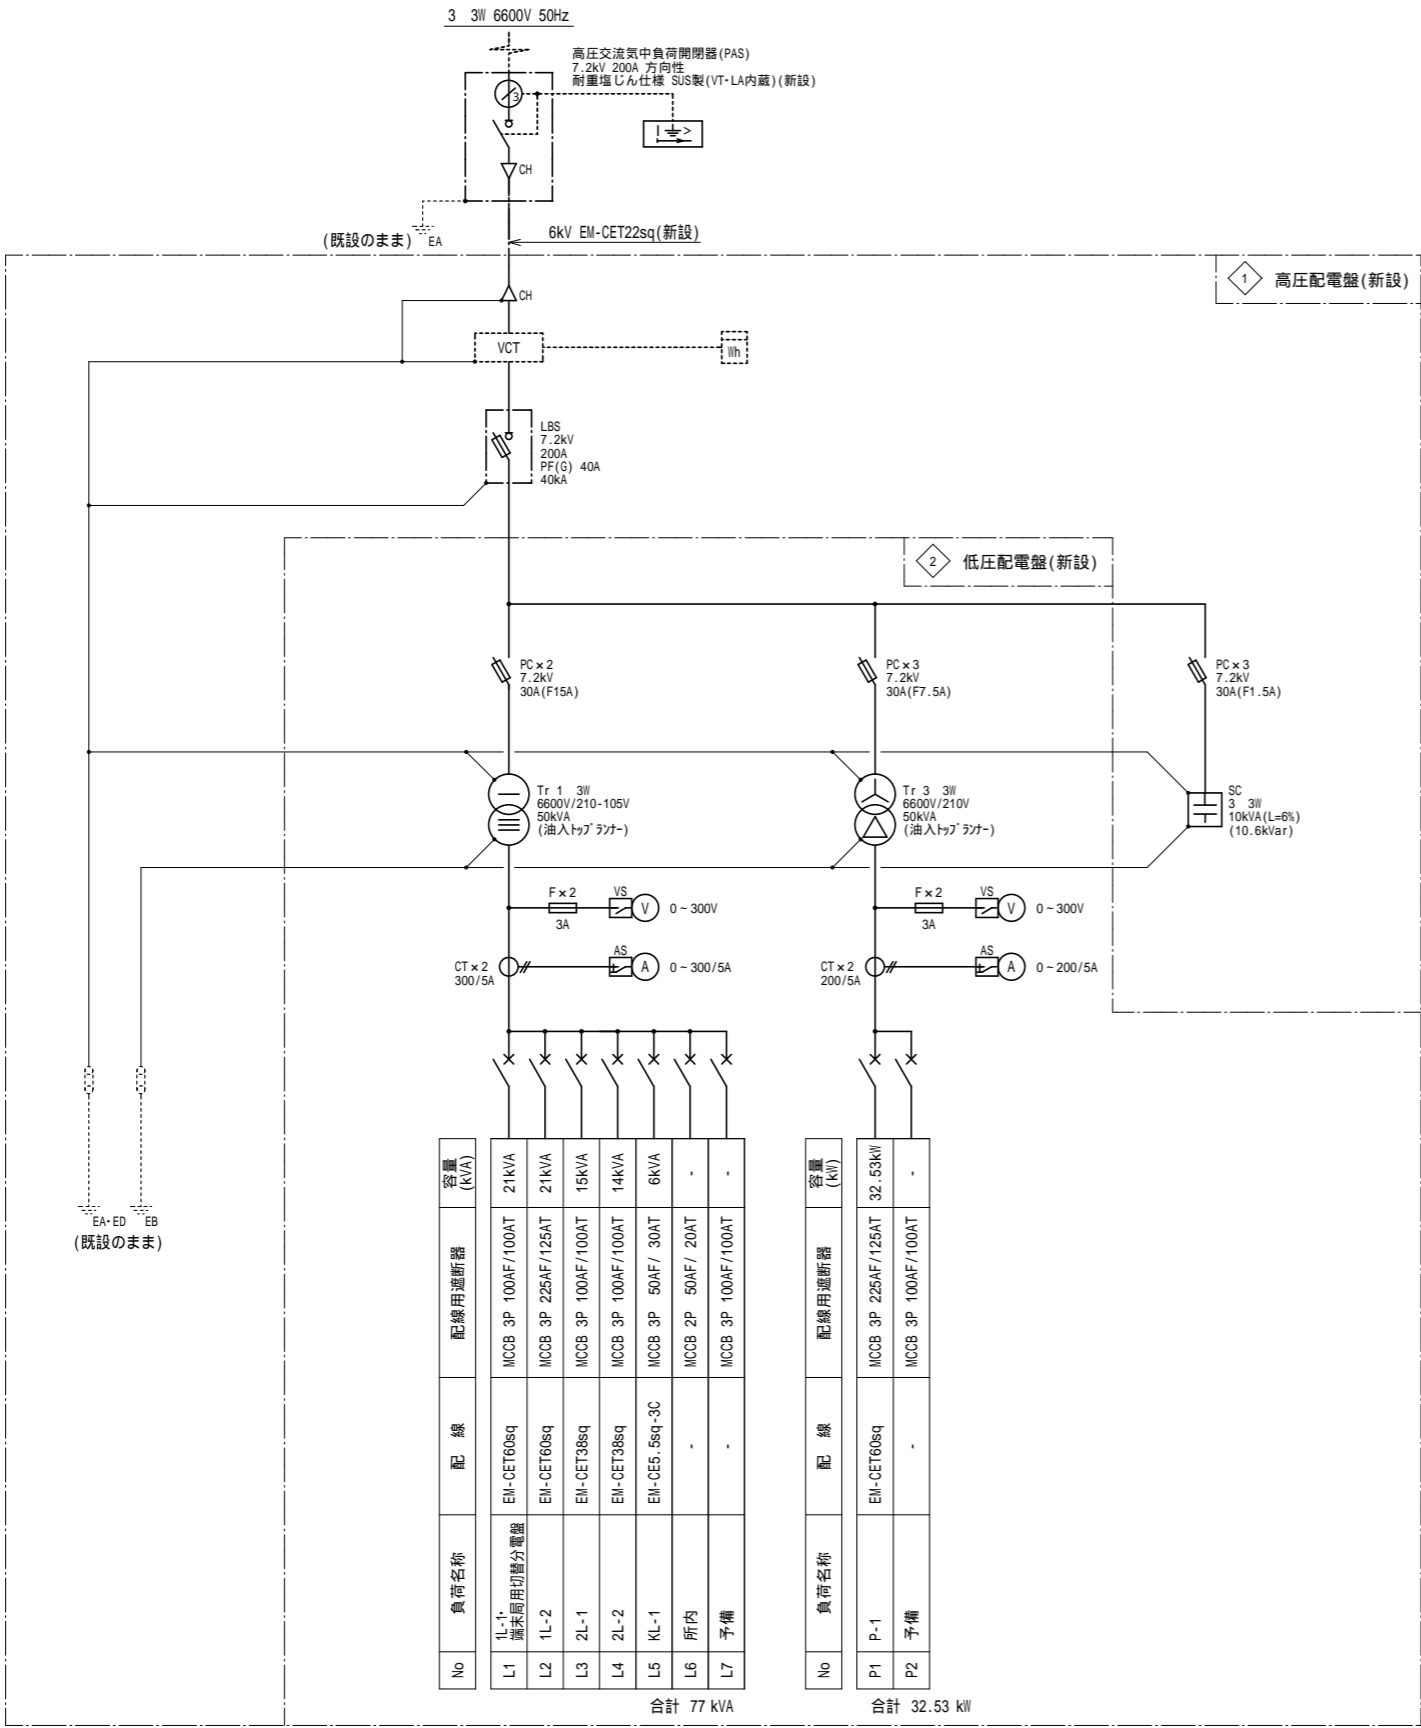 3 3W 6600V 50Hz
高圧交流気中負荷開閉器(PAS)
7.2kV 200A 方向性
耐重塩じん仕様 SUS製(VT･LA内蔵)(新設)
3
I >
CH
(既設のまま) EA
6kV EM-CET22sq(新設)
1 高圧配電盤(新設)
CH
VCT
Wh
LBS
7.2kV
200A
PF(G) 40A
40kA
2 低圧配電盤(新設)
PC×2
7.2kV
30A(F15A)
PC×3
7.2kV
30A(F7.5A)
PC×3
7.2kV
30A(F1.5A)
Tr 1 3W
6600V/210-105V
50kVA
(油入トップランナー)
Tr 3 3W
6600V/210V
50kVA
(油入トップランナー)
SC
3 3W
10kVA(L=6%)
(10.6kVar)
F×2
3A
VS
V
0~300V
F×2
3A
VS
V
0~300V
CT×2
300/5A
AS
A
0~300/5A
CT×2
200/5A
AS
A
0~200/5A
EA･ED EB
(既設のまま)
No 負荷名称 配 線 配線用遮断器 容量(kVA)
L1 1L-1･端末局用切替分電盤 EM-CET60sq MCCB 3P 100AF/100AT 21kVA
L2 1L-2 EM-CET60sq MCCB 3P 225AF/125AT 21kVA
L3 2L-1 EM-CET38sq MCCB 3P 100AF/100AT 15kVA
L4 2L-2 EM-CET38sq MCCB 3P 100AF/100AT 14kVA
L5 KL-1 EM-CE5.5sq-3C MCCB 3P 50AF/ 30AT 6kVA
L6 所内 - MCCB 2P 50AF/ 20AT -
L7 予備 - MCCB 3P 100AF/100AT -
合計 77 kVA
No 負荷名称 配 線 配線用遮断器 容量(kW)
P1 P-1 EM-CET60sq MCCB 3P 225AF/125AT 32.53kW
P2 予備 - MCCB 3P 100AF/100AT -
合計 32.53 kW